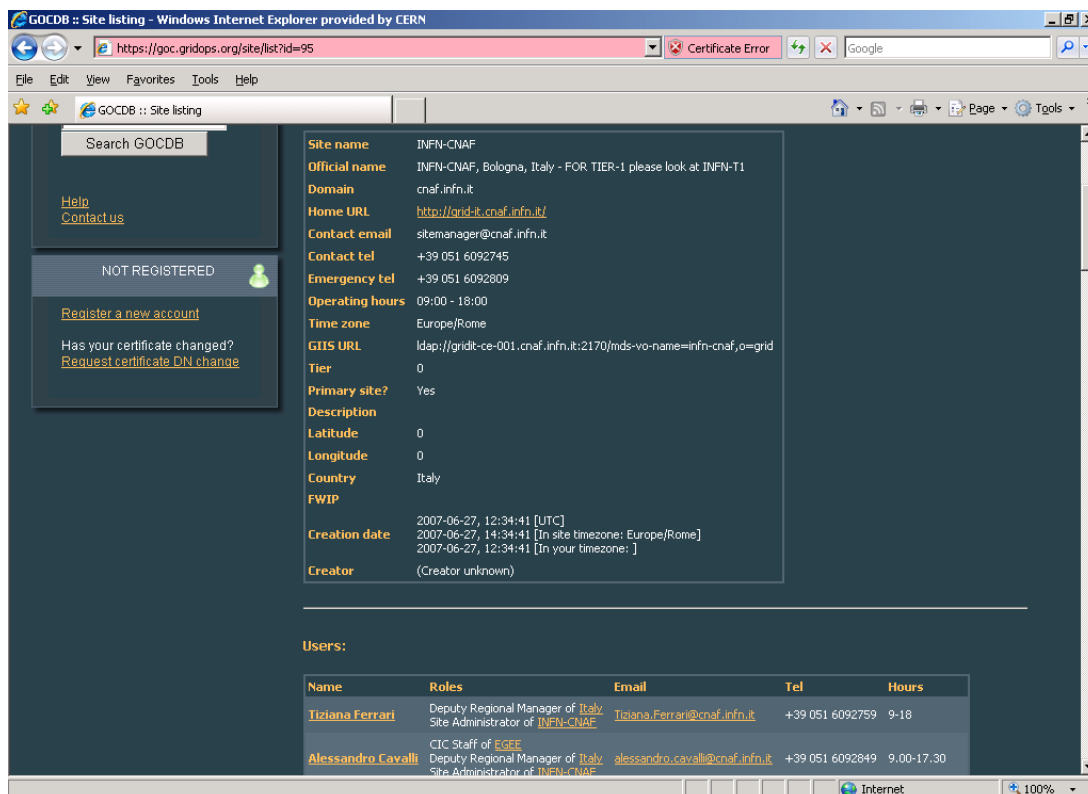 GOCDB :: Site listing - Windows Internet Explorer provided by CERN
https://goc.gridops.org/site/list?id=95
Certificate Error
Google
File Edit View Favorites Tools Help
GOCDB :: Site listing
Page Tools
Search GOCDB
Help
Contact us
NOT REGISTERED
Register a new account
Has your certificate changed?
Request certificate DN change
Site name INFN-CNAF
Official name INFN-CNAF, Bologna, Italy - FOR TIER-1 please look at INFN-T1
Domain cnaf.infn.it
Home URL http://grid-it.cnaf.infn.it/
Contact email sitemanager@cnaf.infn.it
Contact tel +39 051 6092745
Emergency tel +39 051 6092809
Operating hours 09:00 - 18:00
Time zone Europe/Rome
GIIS URL ldap://gridit-ce-001.cnaf.infn.it:2170/mds-vo-name=infn-cnaf,o=grid
Tier 0
Primary site? Yes
Description
Latitude 0
Longitude 0
Country Italy
FWIP
Creation date 2007-06-27, 12:34:41 [UTC]
2007-06-27, 14:34:41 [In site timezone: Europe/Rome]
2007-06-27, 12:34:41 [In your timezone: ]
Creator (Creator unknown)
Users:
Name Roles Email Tel Hours
Tiziana Ferrari Deputy Regional Manager of Italy Tiziana.Ferrari@cnaf.infn.it +39 051 6092759 9-18
Site Administrator of INFN-CNAF
CIC Staff of EGEE
Alessandro Cavalli Deputy Regional Manager of Italy alessandro.cavalli@cnaf.infn.it +39 051 6092849 9.00-17.30
Site Administrator of INFN-CNAF
Internet 100%